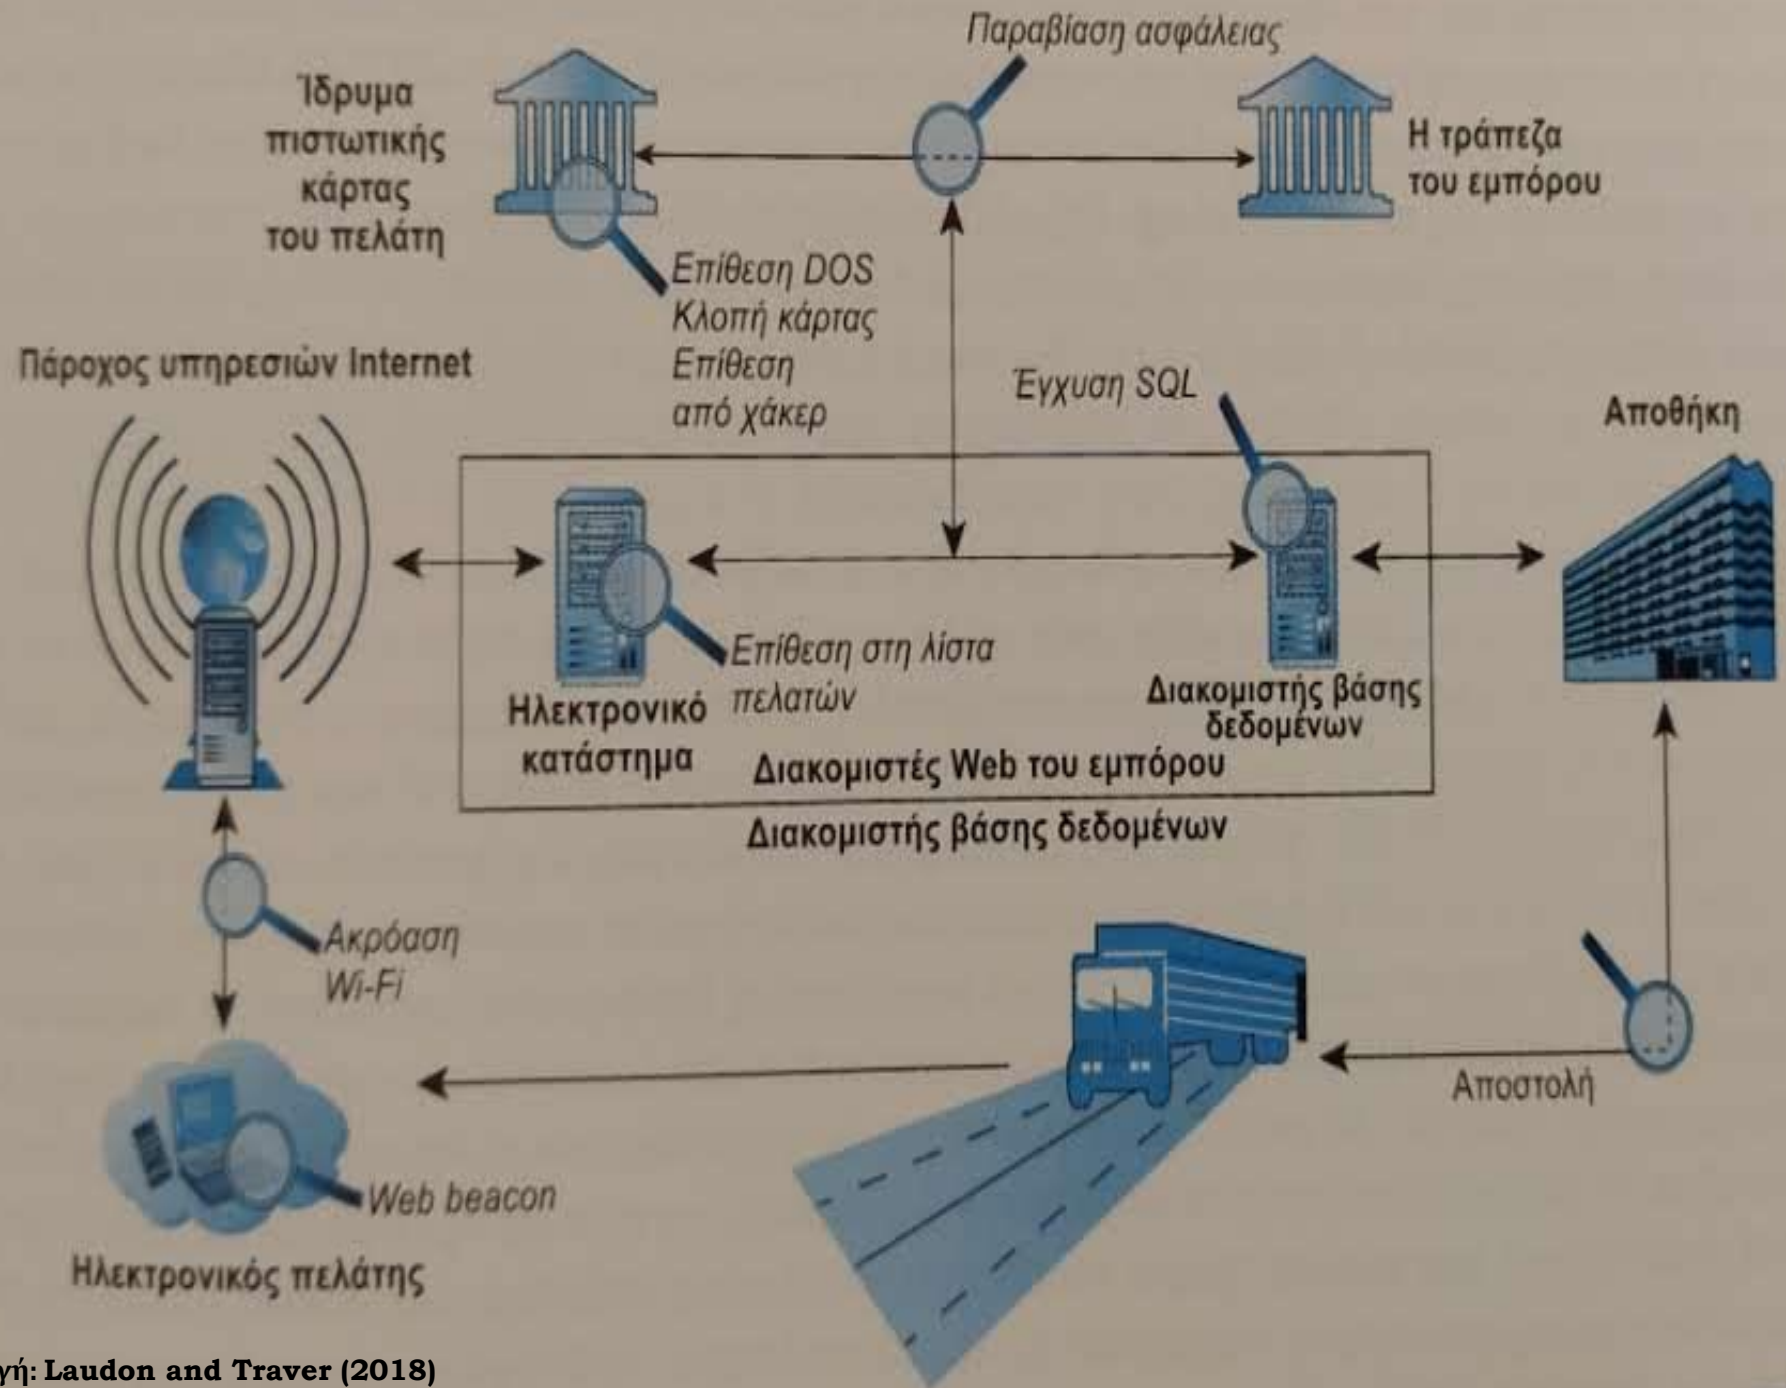 Παραβίαση ασφάλειας
Ίδρυμα
πιστωτικής
κάρτας
του πελάτη
Η τράπεζα
του εμπόρου
Επίθεση DOS
Κλοπή κάρτας
Επίθεση
από χάκερ
Πάροχος υπηρεσιών Internet
Έγχυση SQL
Αποθήκη
Επίθεση στη λίστα
πελατών
Ηλεκτρονικό
κατάστημα
Διακομιστής βάσης
δεδομένων
Διακομιστές Web του εμπόρου
Διακομιστής βάσης δεδομένων
Ακρόαση
Wi-Fi
Αποστολή
Web beacon
Ηλεκτρονικός πελάτης
γή: Laudon and Traver (2018)